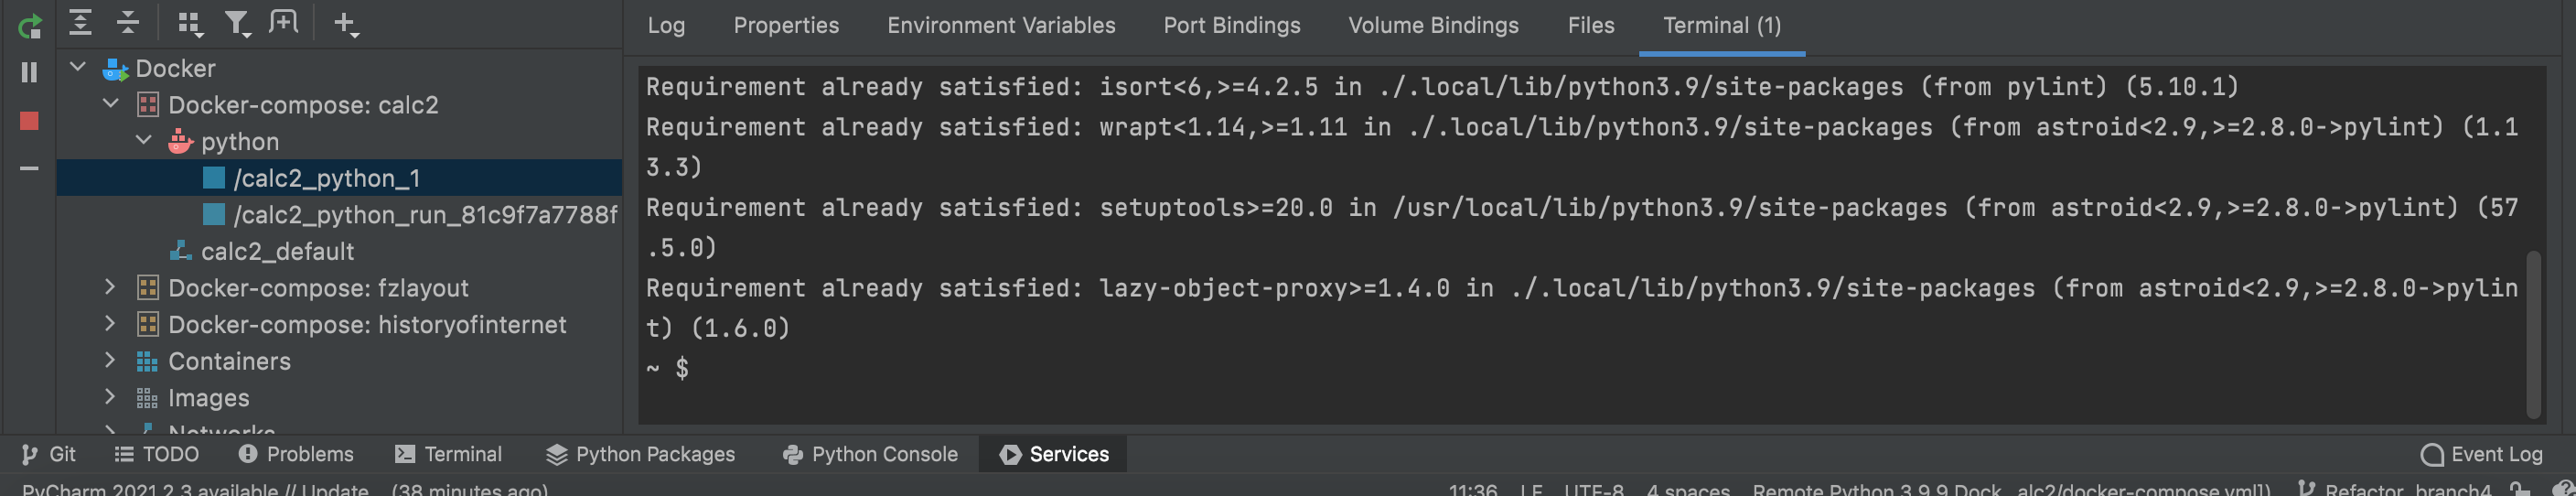 Log Properties Environment Variables Port Bindings Volume Bindings Files Terminal (1)
Docker
Docker-compose: calc2
python
/calc2_python_1
/calc2_python_run_81c9f7a7788f
calc2_default
Docker-compose: fzlayout
Docker-compose: historyofinternet
Containers
Images
Networks
Requirement already satisfied: isort<6,>=4.2.5 in ./.local/lib/python3.9/site-packages (from pylint) (5.10.1)
Requirement already satisfied: wrapt<1.14,>=1.11 in ./.local/lib/python3.9/site-packages (from astroid<2.9,>=2.8.0->pylint) (1.1
3.3)
Requirement already satisfied: setuptools>=20.0 in /usr/local/lib/python3.9/site-packages (from astroid<2.9,>=2.8.0->pylint) (57
.5.0)
Requirement already satisfied: lazy-object-proxy>=1.4.0 in ./.local/lib/python3.9/site-packages (from astroid<2.9,>=2.8.0->pylin
t) (1.6.0)
~ $
Git TODO Problems Terminal Python Packages Python Console Services Event Log
PyCharm 2021.2.3 available // Update... (38 minutes ago) 11:36 LF UTF-8 4 spaces Remote Python 3.9.9 Dock...alc2/docker-compose.yml]) Refactor_branch4